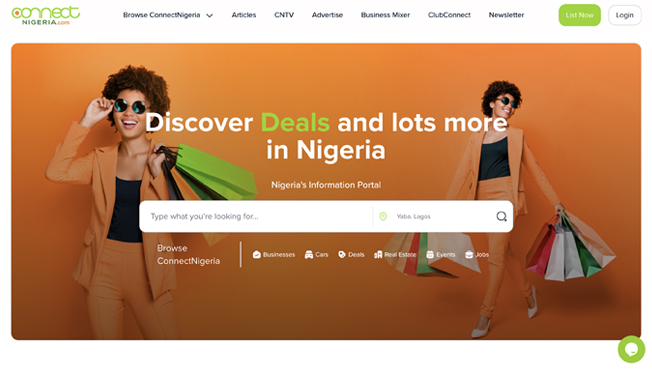 connect
NIGERIA.com
Browse ConnectNigeria
Articles
CNTV
Advertise
Business Mixer
ClubConnect
Newsletter
List Now
Login
Discover Deals and lots more
in Nigeria
Nigeria's Information Portal
Type what you're looking for...
Yaba, Lagos
Browse
ConnectNigeria
Businesses
Cars
Deals
Real Estate
Events
Jobs